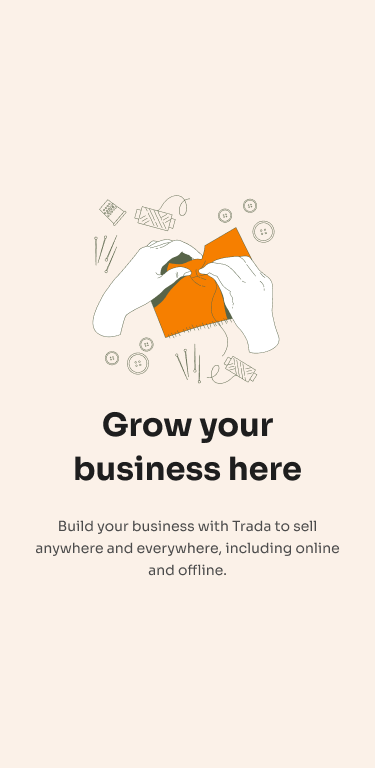 Grow your
business here
Build your business with Trada to sell
anywhere and everywhere, including online
and offline.